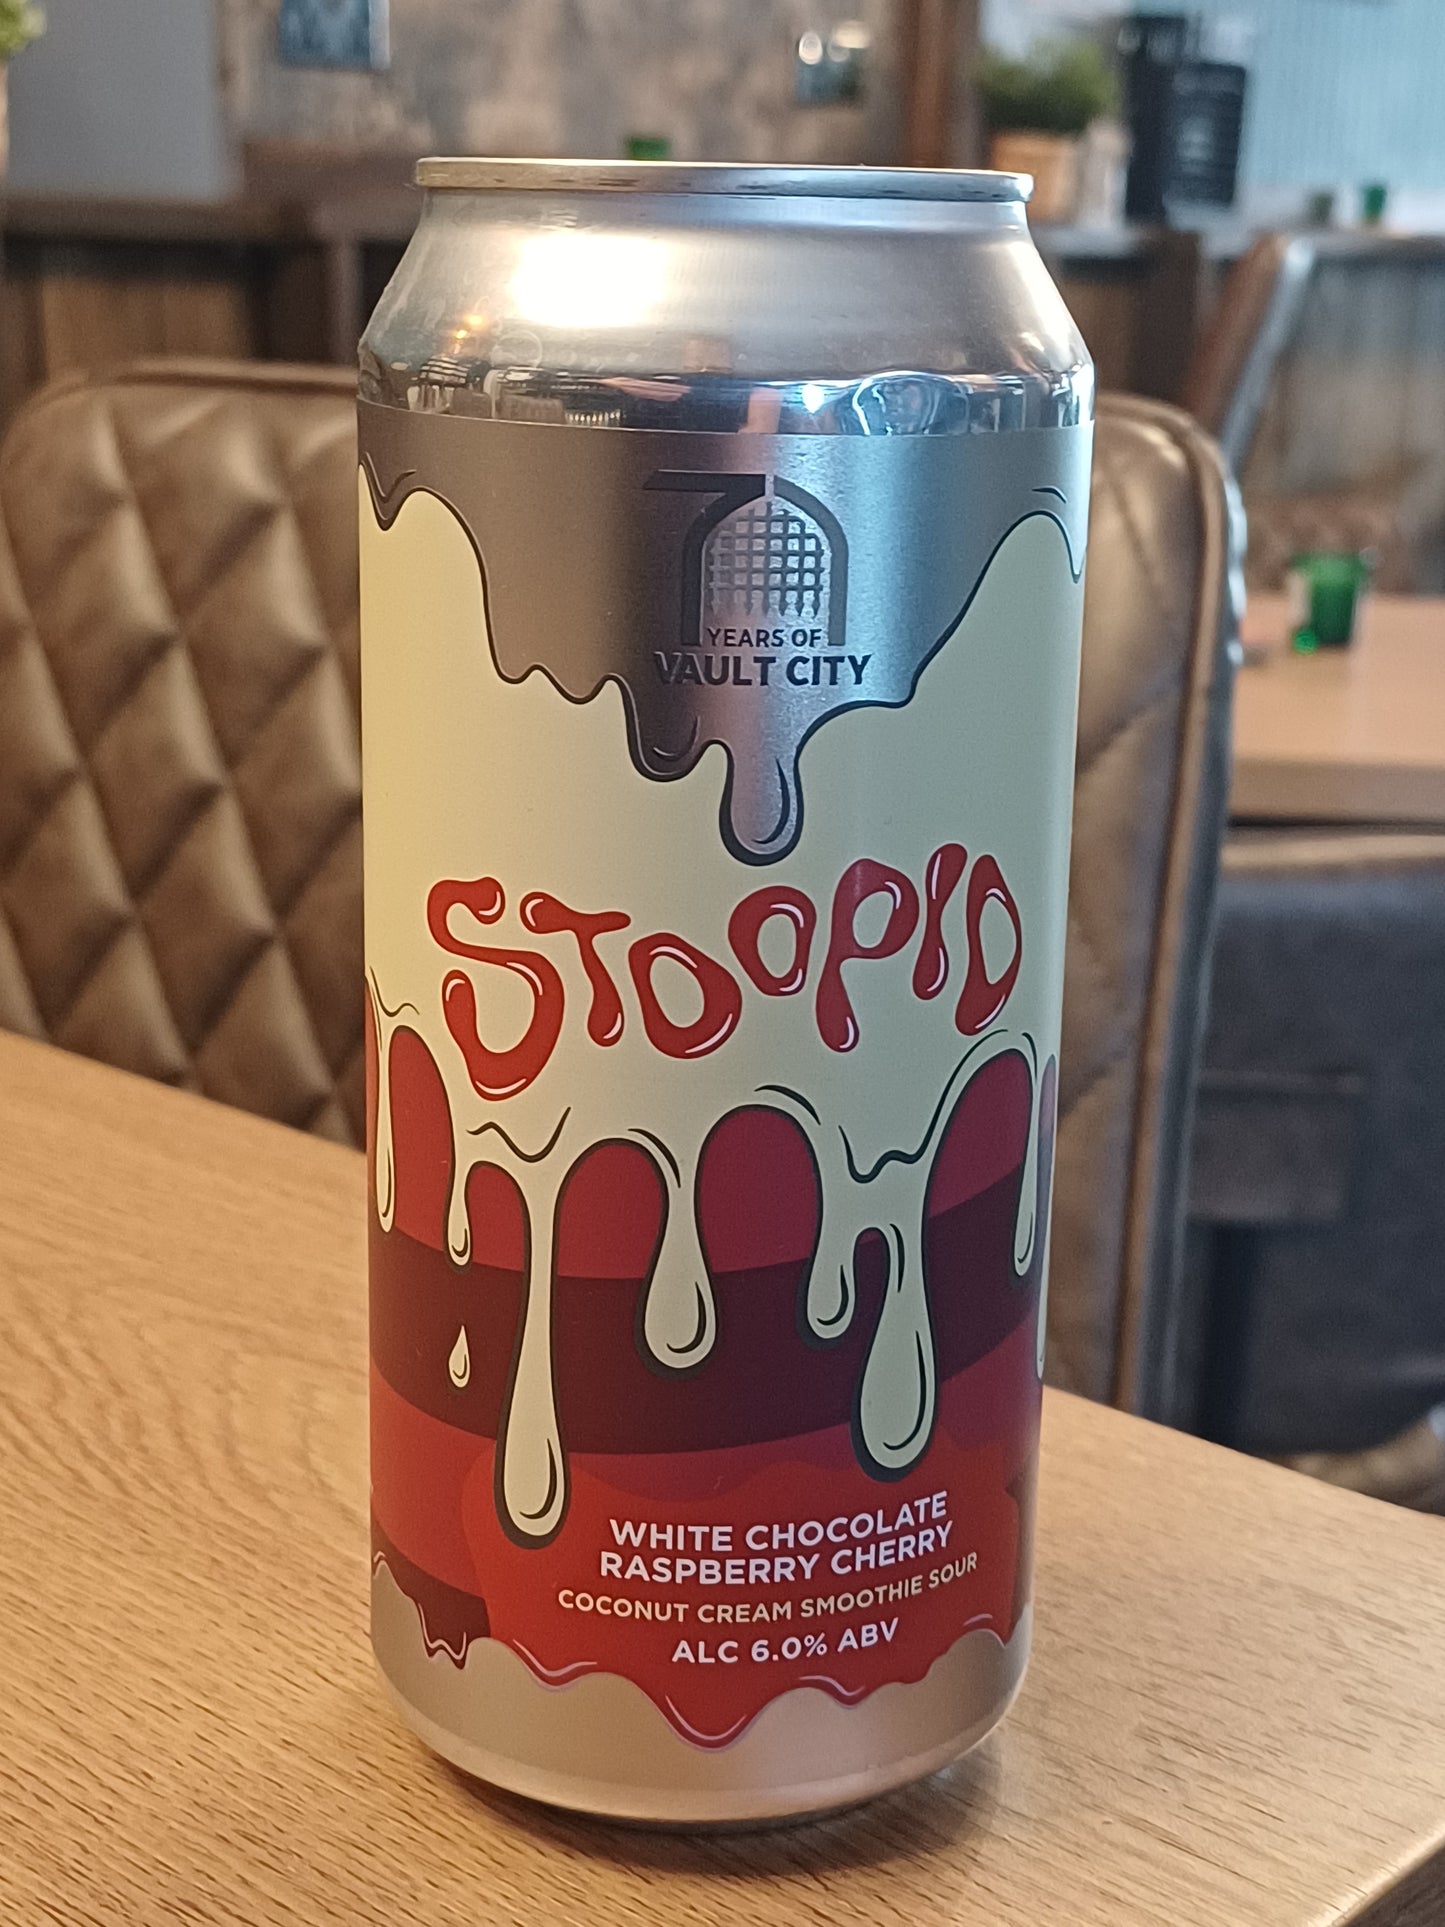 7
YEARS OF
VAULT CITY
STOOPID
WHITE CHOCOLATE
RASPBERRY CHERRY
COCONUT CREAM SMOOTHIE SOUR
ALC 6.0% ABV